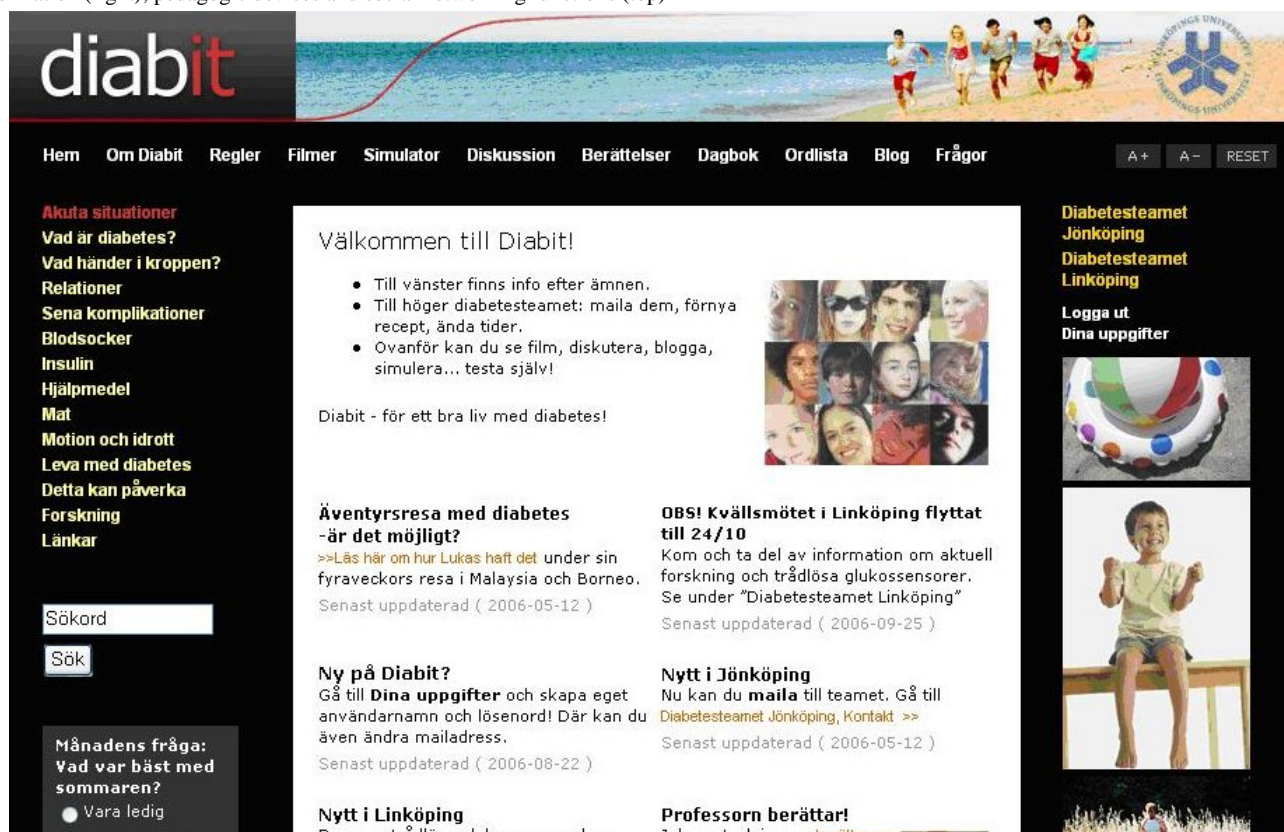 diabit
LINKÖPINGS UNIVERSITET
Hem Om Diabit Regler Filmer Simulator Diskussion Berättelser Dagbok Ordlista Blog Frågor
A+ A- RESET
Akuta situationer
Vad är diabetes?
Vad händer i kroppen?
Relationer
Sena komplikationer
Blodsocker
Insulin
Hjälpmedel
Mat
Motion och idrott
Leva med diabetes
Detta kan påverka
Forskning
Länkar
Sökord
Sök
Månadens fråga:
Vad var bäst med
sommaren?
Vara ledig
Välkommen till Diabit!
• Till vänster finns info efter ämnen.
• Till höger diabetesteamet: maila dem, förnya
recept, ända tider.
• Ovanför kan du se film, diskutera, blogga,
simulera... testa själv!
Diabit - för ett bra liv med diabetes!
Äventyrsresa med diabetes
-är det möjligt?
>>Läs här om hur Lukas haft det under sin
fyraveckors resa i Malaysia och Borneo.
Senast uppdaterad ( 2006-05-12 )
OBS! Kvällsmötet i Linköping flyttat
till 24/10
Kom och ta del av information om aktuell
forskning och trådlösa glukossensorer.
Se under "Diabetesteamet Linköping"
Senast uppdaterad ( 2006-09-25 )
Ny på Diabit?
Gå till Dina uppgifter och skapa eget
användarnamn och lösenord! Där kan du
även ändra mailadress.
Senast uppdaterad ( 2006-08-22 )
Nytt i Jönköping
Nu kan du maila till teamet. Gå till
Diabetesteamet Jönköping, Kontakt >>
Senast uppdaterad ( 2006-05-12 )
Nytt i Linköping
Professorn berättar!
Diabetesteamet
Jönköping
Diabetesteamet
Linköping
Logga ut
Dina uppgifter